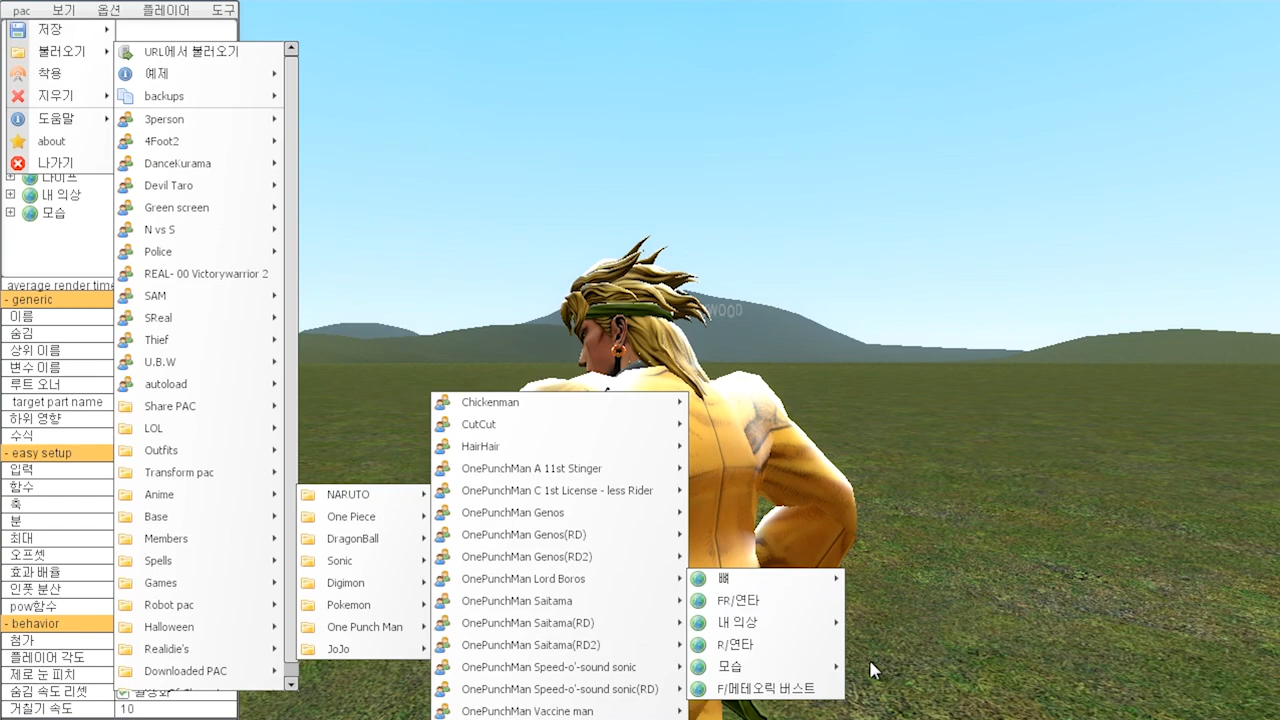 pac 보기 옵션 플레이어 도구
저장
불러오기
착용
지우기
도움말
about
나가기
내 의상
모습
average render time
- generic
이름
숨김
상위 이름
변수 이름
루트 오너
target part name
하위 영향
수식
- easy setup
입력
함수
축
분
최대
오프셋
효과 배율
인풋 분산
pow함수
- behavior
첨가
플레이어 각도
제로 눈 피치
숨김 속도 리셋
거칠기 속도
10
URL에서 불러오기
예제
backups
3person
4Foot2
DanceKurama
Devil Taro
Green screen
N vs S
Police
REAL- 00 Victorywarrior 2
SAM
SReal
Thief
U.B.W
autoload
Share PAC
LOL
Outfits
Transform pac
Anime
Base
Members
Spells
Games
Robot pac
Halloween
Realidie's
Downloaded PAC
NARUTO
One Piece
DragonBall
Sonic
Digimon
Pokemon
One Punch Man
JoJo
Chickenman
CutCut
HairHair
OnePunchMan A 11st Stinger
OnePunchMan C 1st License - less Rider
OnePunchMan Genos
OnePunchMan Genos(RD)
OnePunchMan Genos(RD2)
OnePunchMan Lord Boros
OnePunchMan Saitama
OnePunchMan Saitama(RD)
OnePunchMan Saitama(RD2)
OnePunchMan Speed-o'-sound sonic
OnePunchMan Speed-o'-sound sonic(RD)
OnePunchMan Vaccine man
뼈
FR/연타
내 의상
R/연타
모습
F/메테오릭 버스트
WOOD